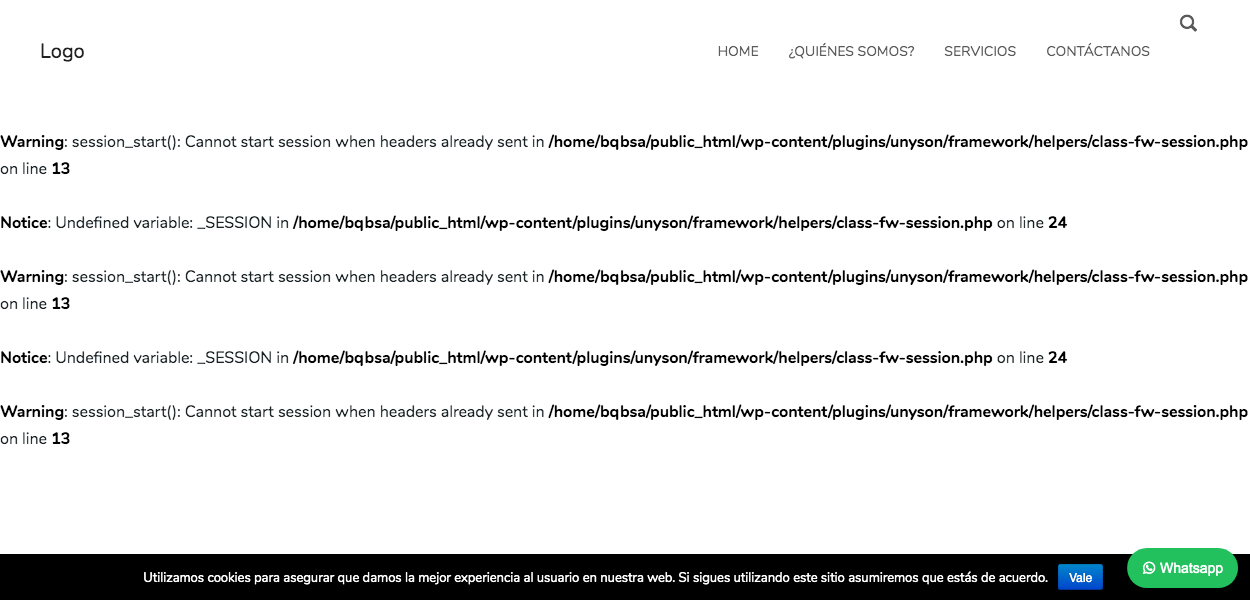 Logo
HOME ¿QUIÉNES SOMOS? SERVICIOS CONTÁCTANOS
Warning: session_start(): Cannot start session when headers already sent in /home/bqbsa/public_html/wp-content/plugins/unyson/framework/helpers/class-fw-session.php
on line 13
Notice: Undefined variable: _SESSION in /home/bqbsa/public_html/wp-content/plugins/unyson/framework/helpers/class-fw-session.php on line 24
Warning: session_start(): Cannot start session when headers already sent in /home/bqbsa/public_html/wp-content/plugins/unyson/framework/helpers/class-fw-session.php
on line 13
Notice: Undefined variable: _SESSION in /home/bqbsa/public_html/wp-content/plugins/unyson/framework/helpers/class-fw-session.php on line 24
Warning: session_start(): Cannot start session when headers already sent in /home/bqbsa/public_html/wp-content/plugins/unyson/framework/helpers/class-fw-session.php
on line 13
Utilizamos cookies para asegurar que damos la mejor experiencia al usuario en nuestra web. Si sigues utilizando este sitio asumiremos que estás de acuerdo. Vale
Whatsapp